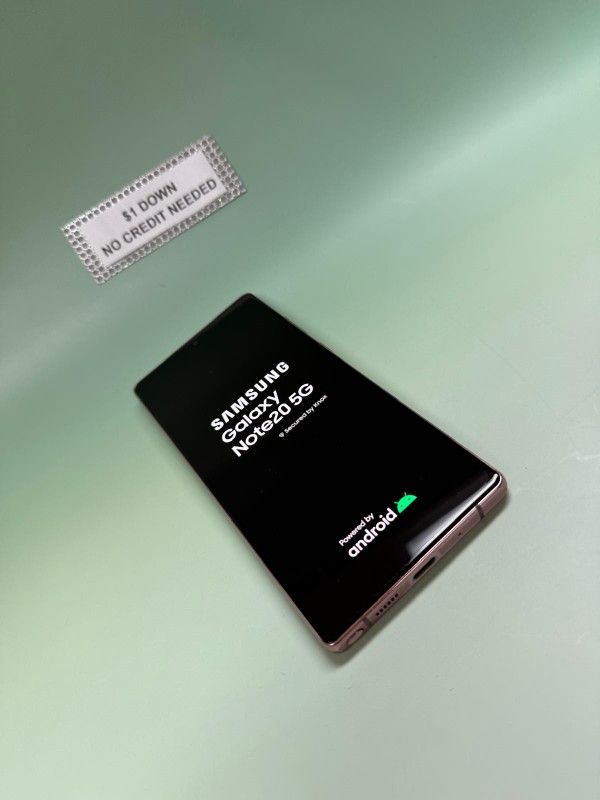 $1 DOWN
NO CREDIT NEEDED
SAMSUNG
Galaxy
Note20 5G
Secured by Knox
Powered by
android